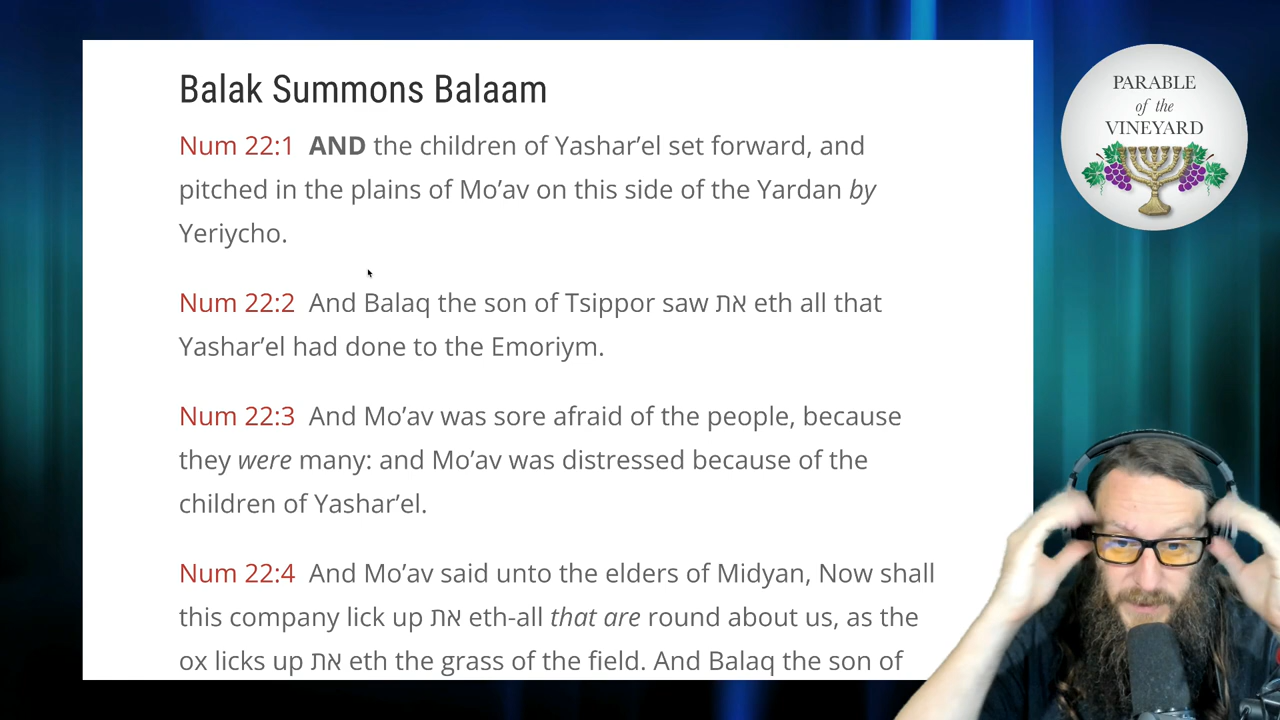 Balak Summons Balaam
Num 22:1 AND the children of Yashar’el set forward, and
pitched in the plains of Mo’av on this side of the Yardan by
Yeriycho.
Num 22:2 And Balaq the son of Tsippor saw את eth all that
Yashar’el had done to the Emoriym.
Num 22:3 And Mo’av was sore afraid of the people, because
they were many: and Mo’av was distressed because of the
children of Yashar’el.
Num 22:4 And Mo’av said unto the elders of Midyan, Now shall
this company lick up את eth-all that are round about us, as the
ox licks up את eth the grass of the field. And Balaq the son of
PARABLE
of the
VINEYARD